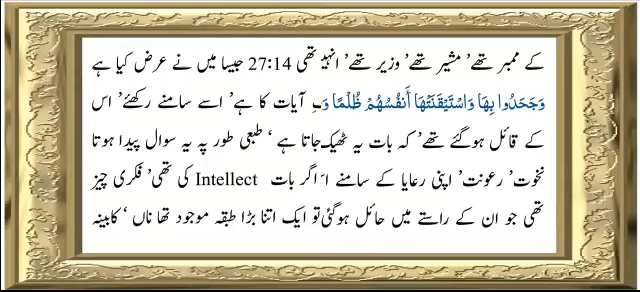 کے ممبر تھے’ مشیر تھے’ وزیر تھے’ انہیں تھی 27:14 جیسا میں نے عرض کیا ہے
وَجَحَدُوا بِهَا وَاسْتَيْقَنَتْهَا أَنفُسُهُمْ ظُلْمًا وَ آیات کا ہے’ اسے سامنے رکھئے’ اس
کے قائل ہوگئے تھے’ کہ بات یہ ٹھیک جاتا ہے ‘ طبعی طور پہ یہ سوال پیدا ہوتا
نخوت’ رعونت’ اپنی رعایا کے سامنے اگر بات Intellect کی تھی’ فکری چیز
تھی جو ان کے راستے میں حائل ہوگئی تو ایک اتنا بڑا طبقہ موجود تھا ناں ‘ کابینہ